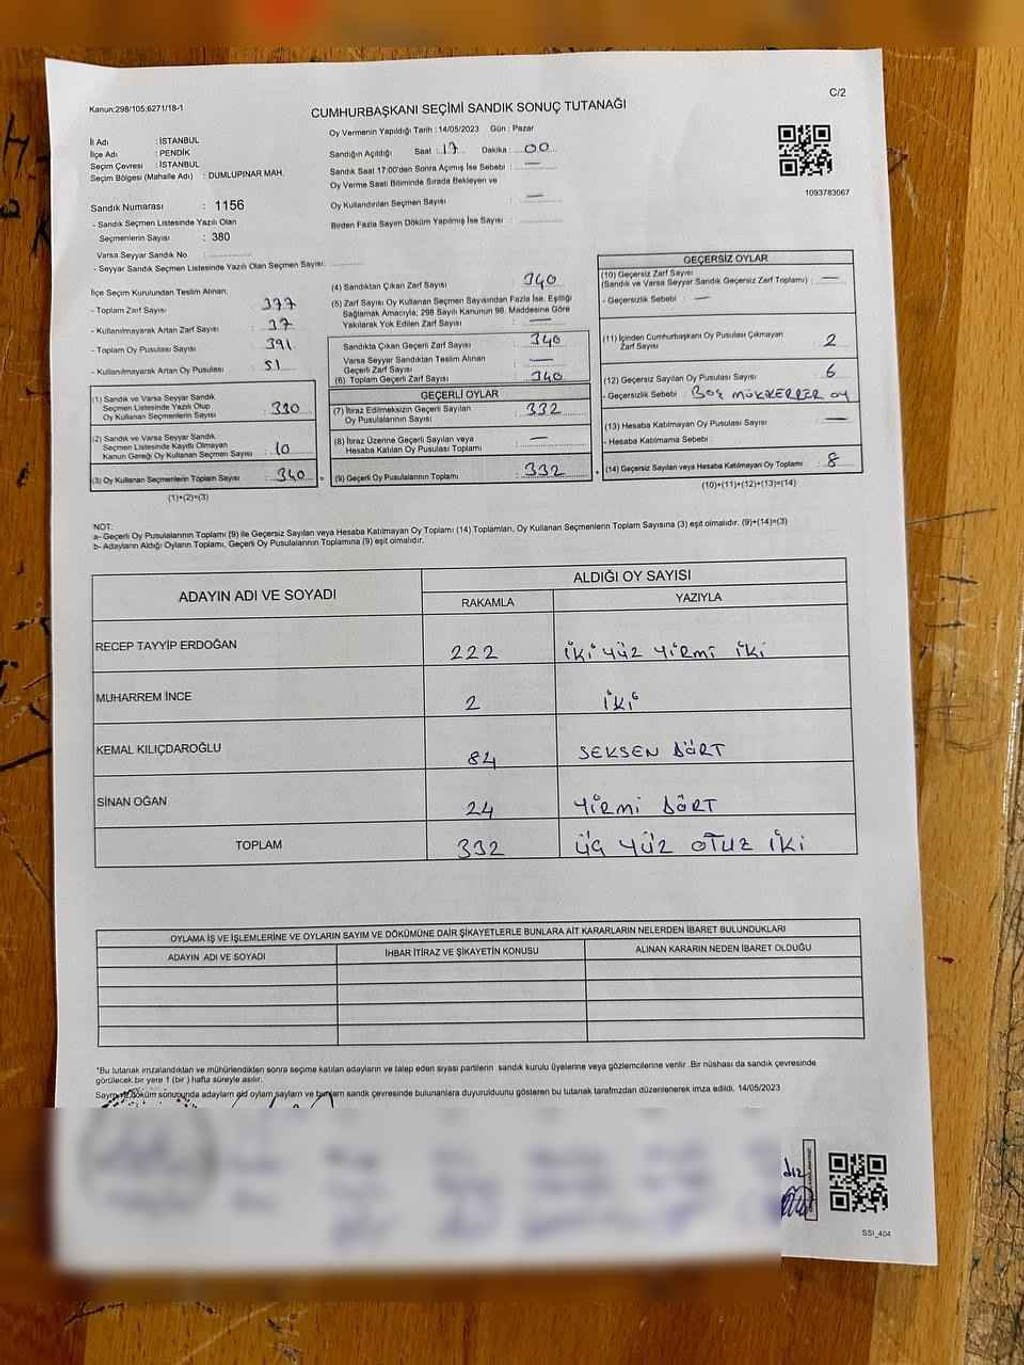 Kanun:298/105;6271/18-1
C/2
CUMHURBAŞKANI SEÇİMİ SANDIK SONUÇ TUTANAĞI
Oy Vermenin Yapıldığı Tarih : 14/05/2023 Gün : Pazar
İl Adı : İSTANBUL
İlçe Adı : PENDİK
Seçim Çevresi : İSTANBUL
Seçim Bölgesi (Mahalle Adı) : DUMLUPINAR MAH.
Sandık Numarası : 1156
- Sandık Seçmen Listesinde Yazılı Olan
Seçmenlerin Sayısı : 380
Varsa Seyyar Sandık No
- Seyyar Sandık Seçmen Listesinde Yazılı Olan Seçmen Sayısı:
Sandığın Açıldığı Saat : 17 Dakika : 00
Sandık Saat 17:00'den Sonra Açımış İse Sebebi : —
Oy Verme Saati Bitiminde Sırada Bekleyen ve
Oy Kullandırılan Seçmen Sayısı : —
Birden Fazla Sayım Döküm Yapılmış İse Sayısı :
1093783067
İlçe Seçim Kurulundan Teslim Alınan;
- Toplam Zarf Sayısı : 377
- Kullanılmayarak Artan Zarf Sayısı : 37
- Toplam Oy Pusulası Sayısı : 391
- Kullanılmayarak Artan Oy Pusulası : 51
(1) Sandık ve Varsa Seyyar Sandık
Seçmen Listesinde Yazılı Olup
Oy Kullanan Seçmenlerin Sayısı : 330
(2) Sandık ve Varsa Seyyar Sandık
Seçmen Listesinde Kayıtlı Olmayan
Kanun Gereği Oy Kullanan Seçmen Sayısı : 10
(3) Oy Kullanan Seçmenlerin Toplam Sayısı : 340
(1)+(2)=(3)
(4) Sandıktan Çıkan Zarf Sayısı : 340
(5) Zarf Sayısı Oy Kullanan Seçmen Sayısından Fazla İse, Eşitliği
Sağlamak Amacıyla; 298 Sayılı Kanunun 98. Maddesine Göre
Yakılarak Yok Edilen Zarf Sayısı : —
Sandıkta Çıkan Geçerli Zarf Sayısı : 340
Varsa Seyyar Sandıktan Teslim Alınan
Geçerli Zarf Sayısı : —
(6) Toplam Geçerli Zarf Sayısı : 340
GEÇERLİ OYLAR
(7) İtiraz Edilmeksizin Geçerli Sayılan
Oy Pusulalarının Sayısı : 332
(8) İtiraz Üzerine Geçerli Sayılan veya
Hesaba Katılan Oy Pusulası Toplamı : —
(9) Geçerli Oy Pusulalarının Toplamı : 332
GEÇERSİZ OYLAR
(10) Geçersiz Zarf Sayısı
(Sandık ve Varsa Seyyar Sandık Geçersiz Zarf Toplamı) : —
- Geçersizlik Sebebi : —
(11) İçinden Cumhurbaşkanı Oy Pusulası Çıkmayan
Zarf Sayısı : 2
(12) Geçersiz Sayılan Oy Pusulası Sayısı : 6
- Geçersizlik Sebebi : BOŞ MÜKERRER OY
(13) Hesaba Katılmayan Oy Pusulası Sayısı : —
- Hesaba Katılmama Sebebi
(14) Geçersiz Sayılan veya Hesaba Katılmayan Oy Toplamı : 8
(10)+(11)+(12)+(13)=(14)
NOT:
a- Geçerli Oy Pusulalarının Toplamı (9) ile Geçersiz Sayılan veya Hesaba Katılmayan Oy Toplamı (14) Toplamları, Oy Kullanan Seçmenlerin Toplam Sayısına (3) eşit olmalıdır. (9)+(14)=(3)
b- Adayların Aldığı Oyların Toplamı, Geçerli Oy Pusulalarının Toplamına (9) eşit olmalıdır.
ADAYIN ADI VE SOYADI
ALDIĞI OY SAYISI
RAKAMLA YAZIYLA
RECEP TAYYİP ERDOĞAN 222 İKİ YÜZ YİRMİ İKİ
MUHARREM İNCE 2 İKİ
KEMAL KILIÇDAROĞLU 84 SEKSEN DÖRT
SİNAN OĞAN 24 YİRMİ DÖRT
TOPLAM 332 ÜÇ YÜZ OTUZ İKİ
OYLAMA İŞ VE İŞLEMLERİNE VE OYLARIN SAYIM VE DÖKÜMÜNE DAİR ŞİKAYETLERLE BUNLARA AİT KARARLARIN NELERDEN İBARET BULUNDUKLARI
ADAYIN ADI VE SOYADI İHBAR İTİRAZ VE ŞİKAYETİN KONUSU ALINAN KARARIN NEDEN İBARET OLDUĞU
*Bu tutanak imzalandıktan ve mühürlendikten sonra seçime katılan adayların ve talep eden siyasi partilerin sandık kurulu üyelerine veya gözlemcilerine verilir. Bir nüshası da sandık çevresinde
görülecek bir yere 1 (bir) hafta süreyle asılır.
Sayım ve döküm sonucunda adayların ait oyların sayıların ve bunların sandık çevresinde bulunanlara duyurulduunu gösteren bu tutanak tarafımızdan düzenlenerek imza edildi. 14/05/2023
SSI_404